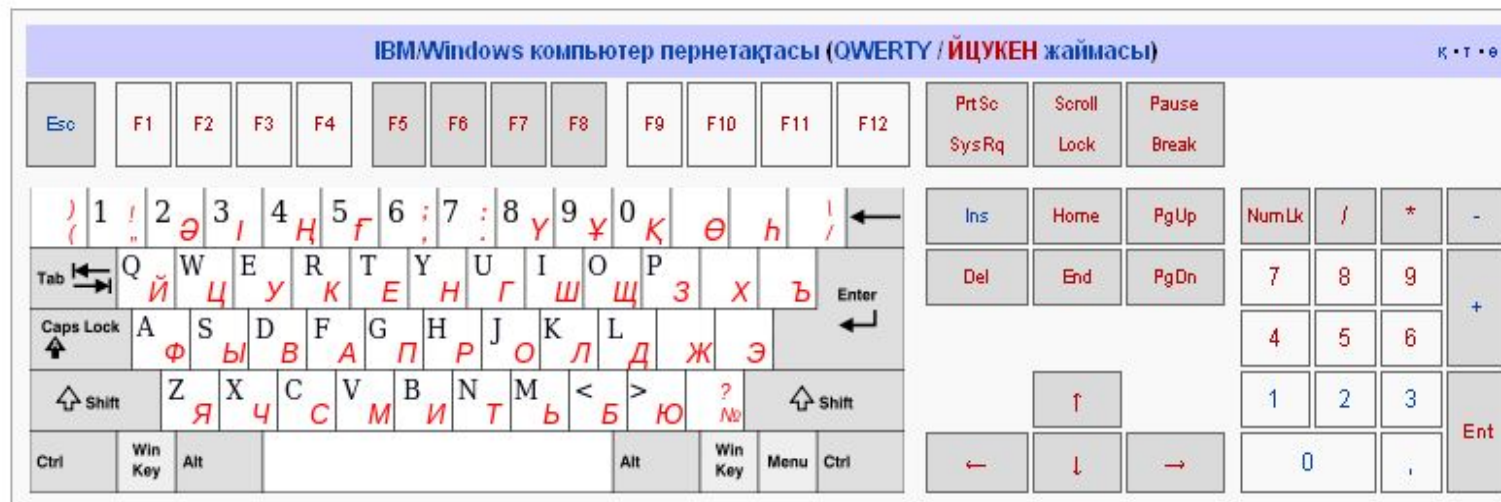 IBM/Windows компьютер пернетақтасы (QWERTY / ЙЦУКЕН жаймасы)
қ • т • ө
Esc F1 F2 F3 F4 F5 F6 F7 F8 F9 F10 F11 F12 PrtSc SysRq Scroll Lock Pause Break
) ( 1 ! „ 2 Ә 3 І 4 Ң 5 Ғ 6 ; , 7 : . 8 Ү 9 Ұ 0 Қ Ө һ \ / ← Ins Home PgUp NumLk / * -
Tab Q Й W Ц E У R К T Е Y Н U Г I Ш O Щ P З Х Ъ Enter Del End PgDn 7 8 9 +
Caps Lock A Ф S Ы D В F А G П H Р J О K Л L Д Ж Э 4 5 6
Shift Z Я X Ч C С V М B И N Т M Ь < Б > Ю ? № Shift ↑ 1 2 3 Ent
Ctrl Win Key Alt Alt Win Key Menu Ctrl ← ↓ → 0 ,